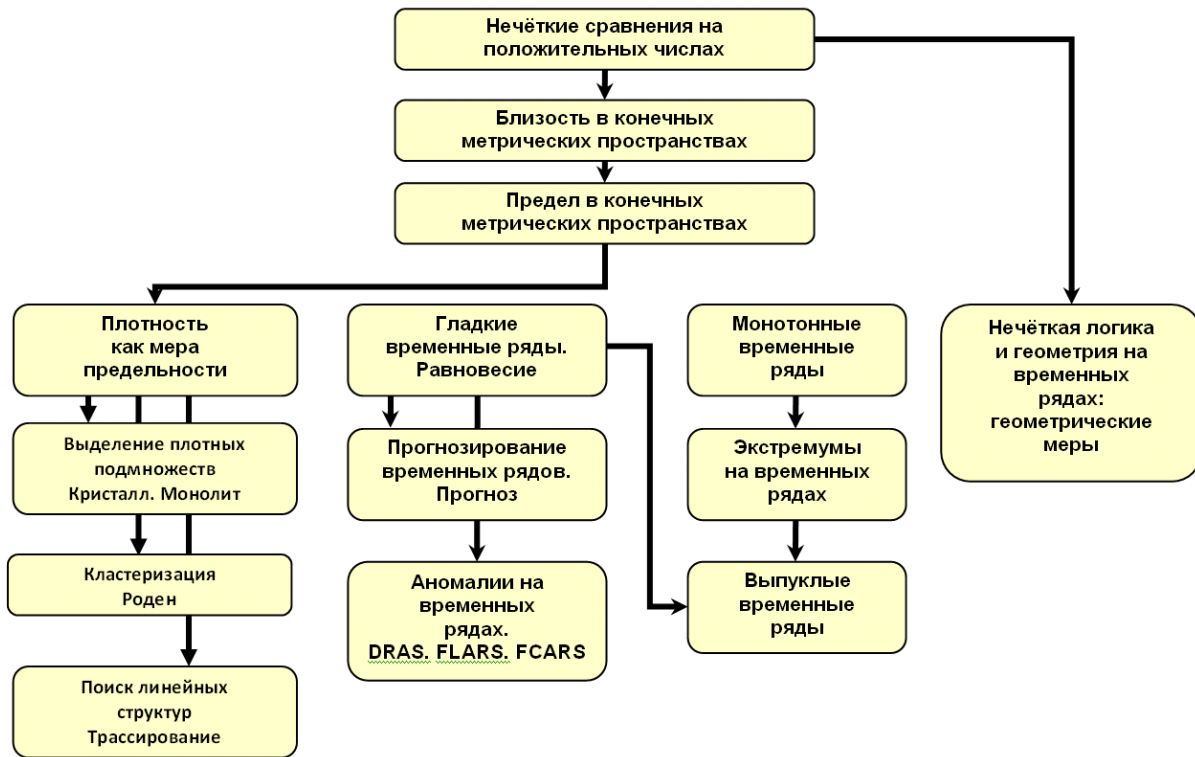 Нечёткие сравнения на
положительных числах
Близость в конечных
метрических пространствах
Предел в конечных
метрических пространствах
Плотность
как мера
предельности
Гладкие
временные ряды.
Равновесие
Монотонные
временные
ряды
Нечёткая логика
и геометрия на
временных
рядах:
геометрические
меры
Выделение плотных
подмножеств
Кристалл. Монолит
Прогнозирование
временных рядов.
Прогноз
Экстремумы
на временных
рядах
Кластеризация
Роден
Аномалии на
временных
рядах.
DRAS. FLARS. FCARS
Выпуклые
временные
ряды
Поиск линейных
структур
Трассирование